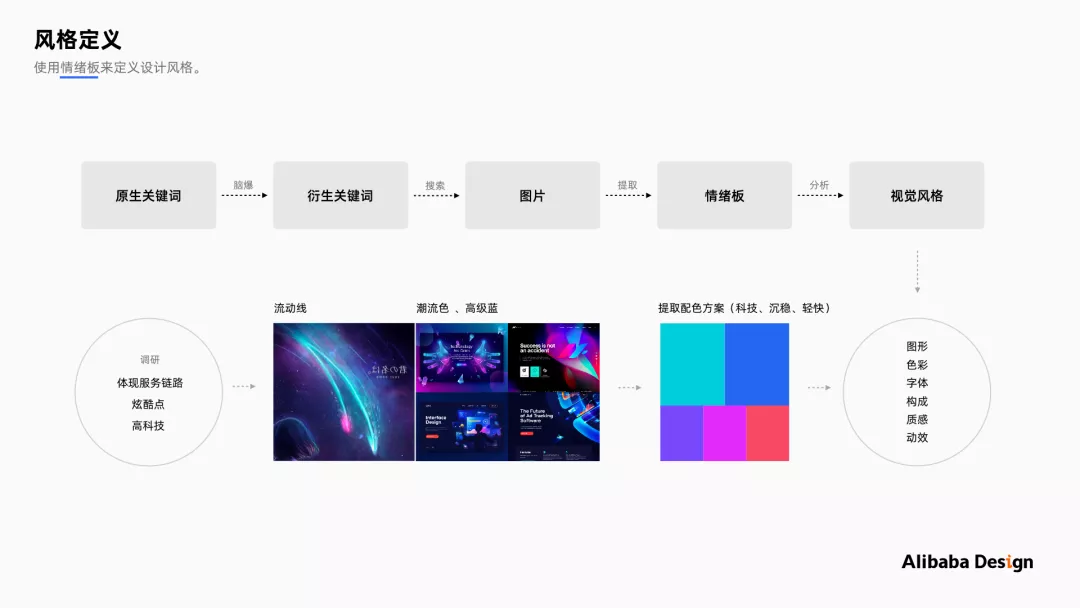 风格定义
使用情绪板来定义设计风格。
原生关键词
脑爆
衍生关键词
搜索
图片
提取
情绪板
分析
视觉风格
调研
体现服务链路
炫酷点
高科技
流动线
潮流色 、高级蓝
Success is not
an accident
Interface
Design
The Future
of Ad Tracking
Software
提取配色方案（科技、沉稳、轻快）
图形
色彩
字体
构成
质感
动效
Alibaba Design